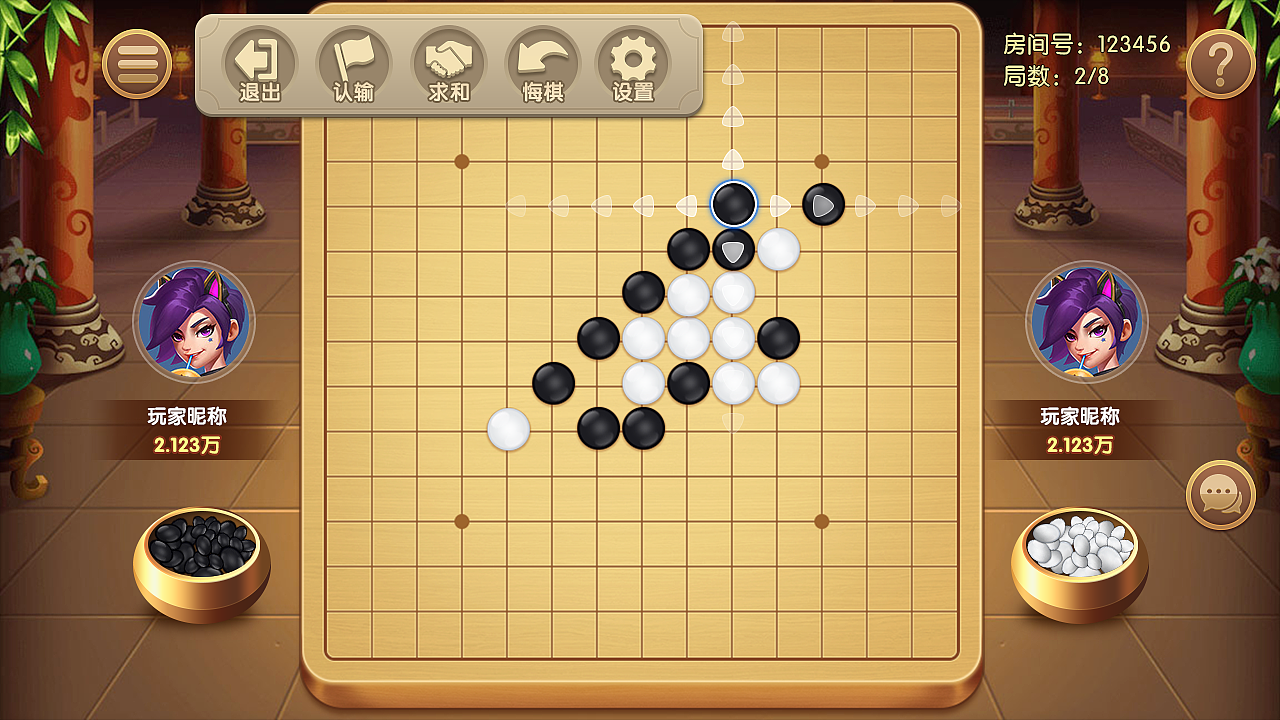 退出 认输 求和 悔棋 设置
房间号：123456
局数：2/8
?
玩家昵称
2.123万
玩家昵称
2.123万